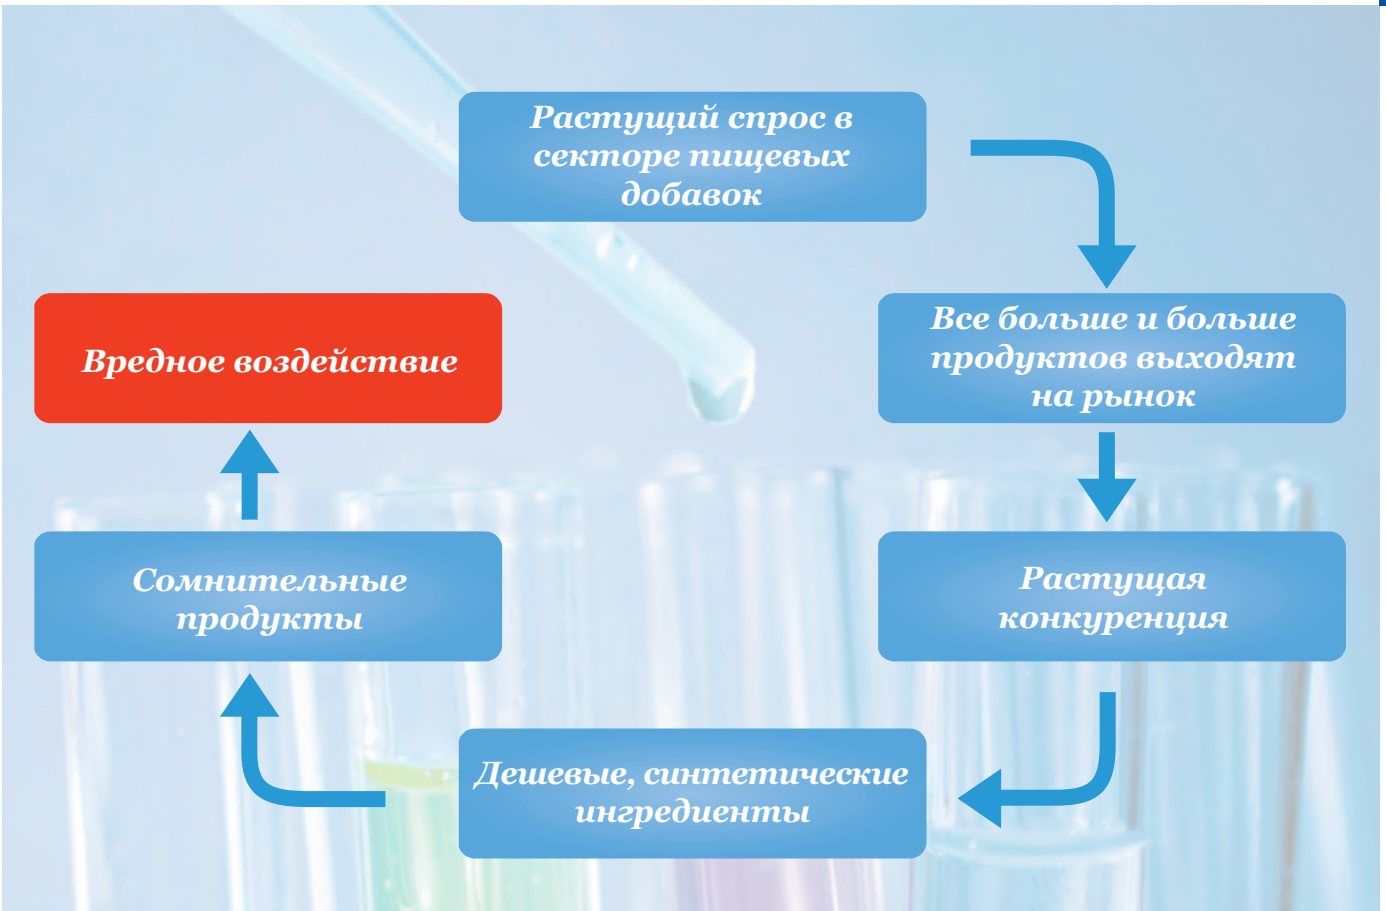 Растущий спрос в
секторе пищевых
добавок
Все больше и больше
продуктов выходят
на рынок
Растущая
конкуренция
Дешевые, синтетические
ингредиенты
Сомнительные
продукты
Вредное воздействие